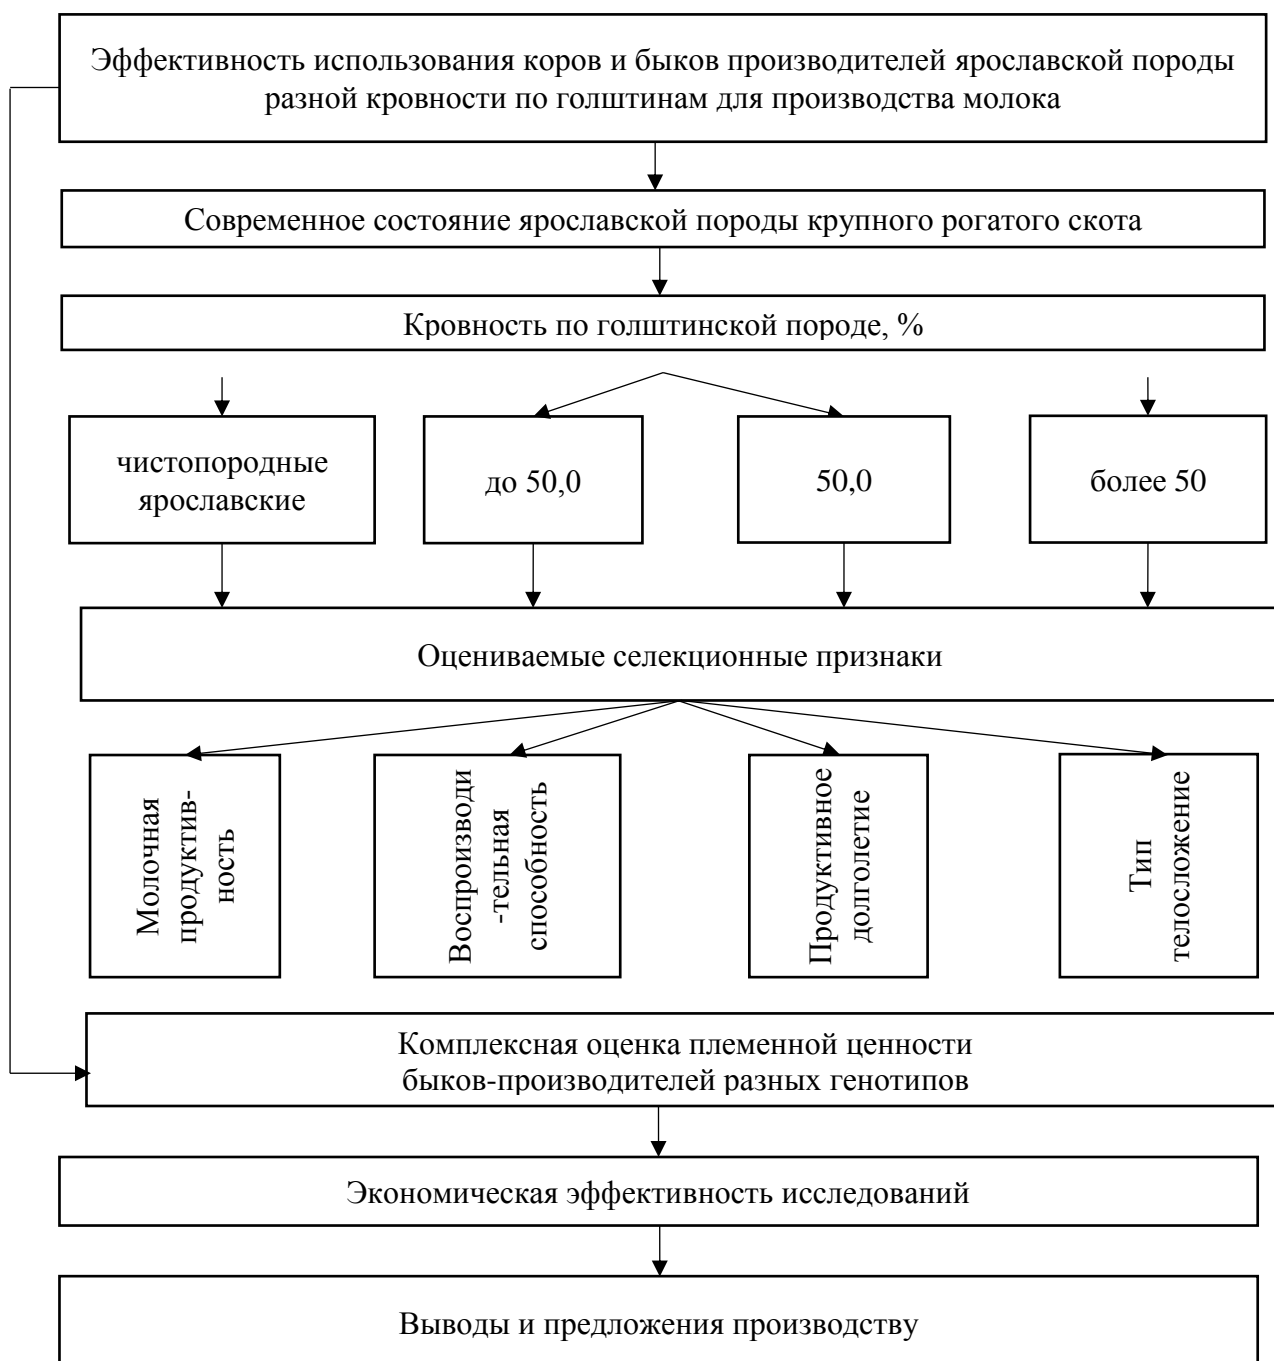 Эффективность использования коров и быков производителей ярославской породы
разной кровности по голштинам для производства молока
Современное состояние ярославской породы крупного рогатого скота
Кровность по голштинской породе, %
чистопородные
ярославские
до 50,0
50,0
более 50
Оцениваемые селекционные признаки
Молочная
продуктив-
ность
Воспроизводи
-тельная
способность
Продуктивное
долголетие
Тип
телосложение
Комплексная оценка племенной ценности
быков-производителей разных генотипов
Экономическая эффективность исследований
Выводы и предложения производству